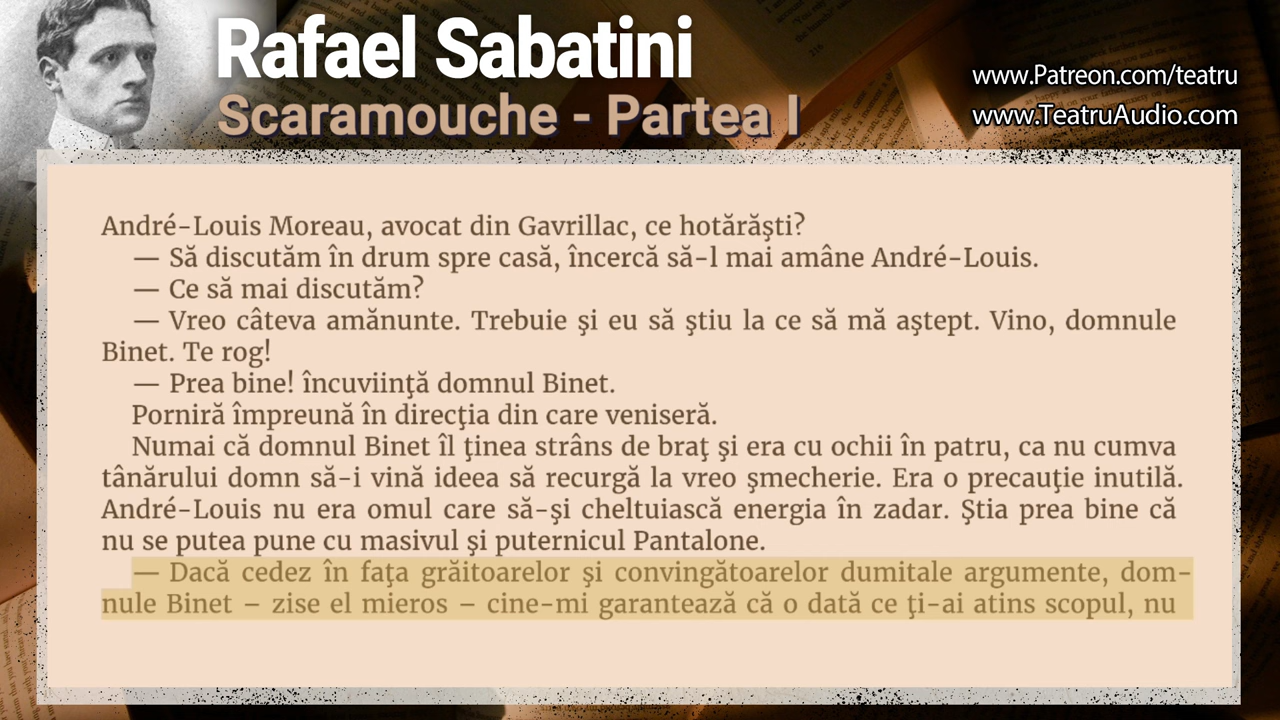 Rafael Sabatini
Scaramouche - Partea I
www.Patreon.com/teatru
www.TeatruAudio.com
André-Louis Moreau, avocat din Gavrillac, ce hotărăşti?
— Să discutăm în drum spre casă, încercă să-l mai amâne André-Louis.
— Ce să mai discutăm?
— Vreo câteva amănunte. Trebuie şi eu să ştiu la ce să mă aştept. Vino, domnule
Binet. Te rog!
— Prea bine! încuviinţă domnul Binet.
Porniră împreună în direcţia din care veniseră.
Numai că domnul Binet îl ţinea strâns de braţ şi era cu ochii în patru, ca nu cumva
tânărului domn să-i vină ideea să recurgă la vreo şmecherie. Era o precauţie inutilă.
André-Louis nu era omul care să-şi cheltuiască energia în zadar. Ştia prea bine că
nu se putea pune cu masivul şi puternicul Pantalone.
— Dacă cedez în faţa grăitoarelor şi convingătoarelor dumitale argumente, dom-
nule Binet – zise el mieros – cine-mi garantează că o dată ce ţi-ai atins scopul, nu